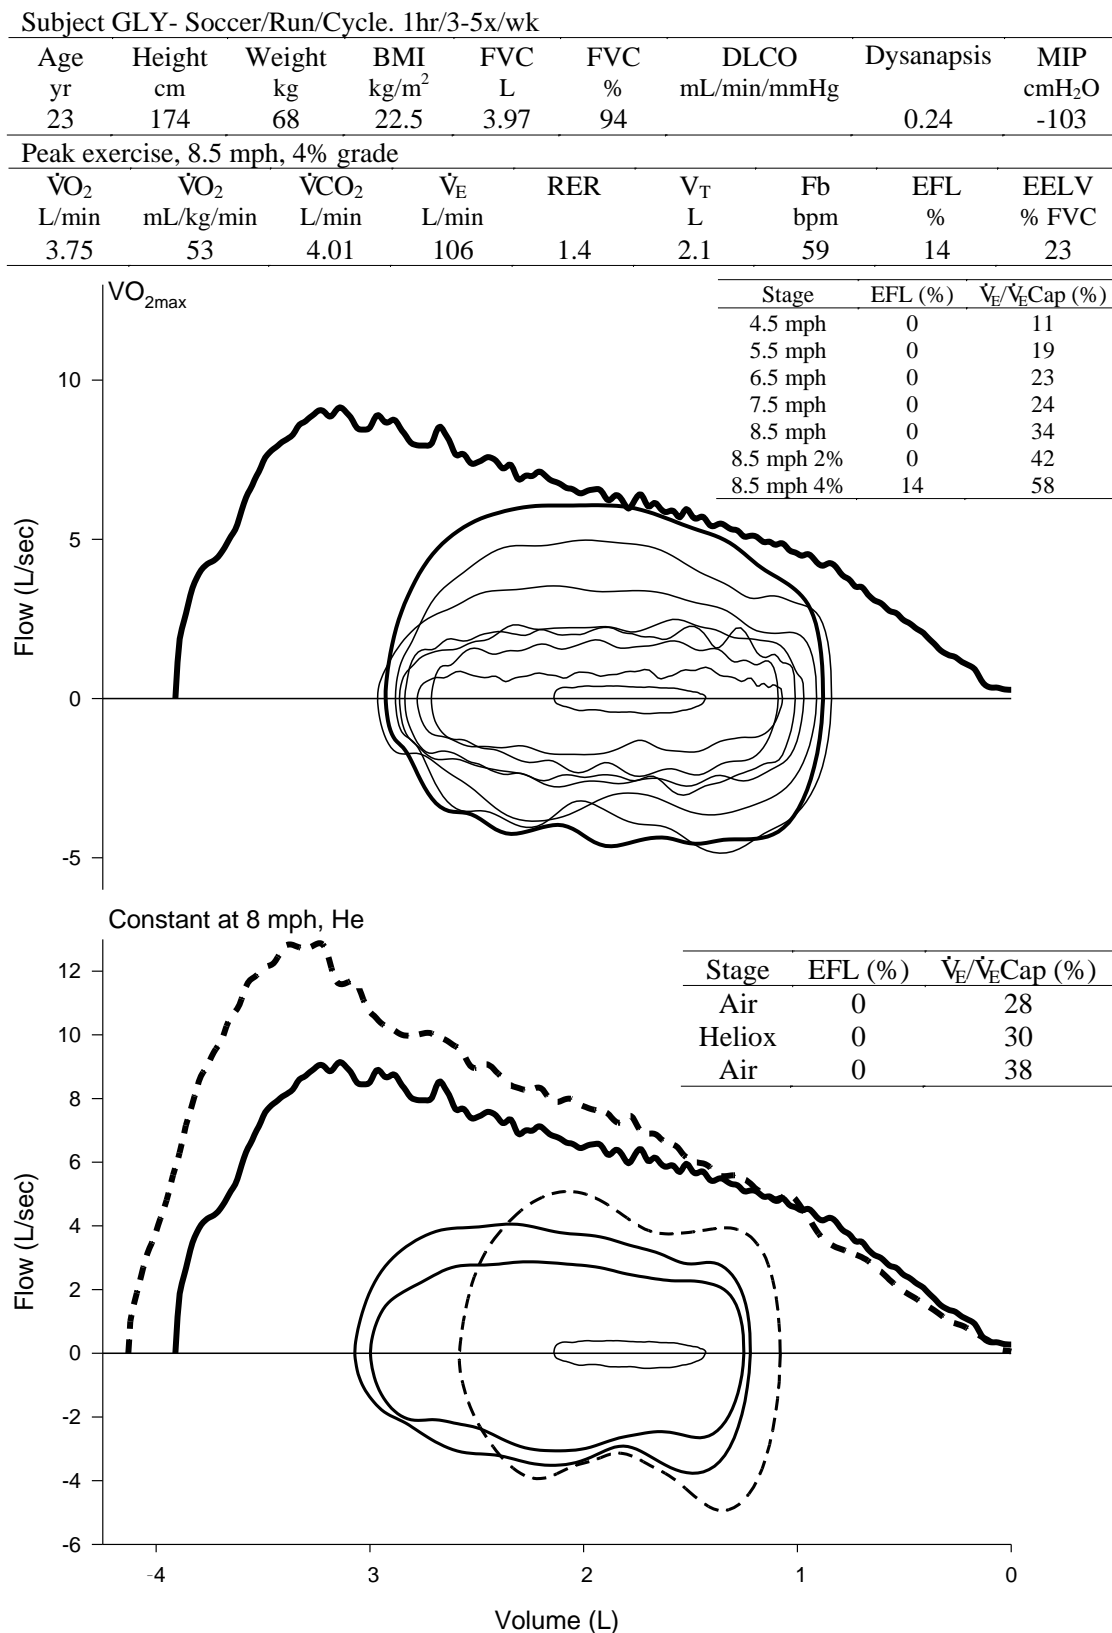 Subject GLY- Soccer/Run/Cycle. 1hr/3-5x/wk
Age Height Weight BMI FVC FVC DLCO Dysanapsis MIP
yr cm kg kg/m² L % mL/min/mmHg cmH₂O
23 174 68 22.5 3.97 94 0.24 -103
Peak exercise, 8.5 mph, 4% grade
V̇O₂ V̇O₂ V̇CO₂ V̇E RER VT Fb EFL EELV
L/min mL/kg/min L/min L/min L bpm % % FVC
3.75 53 4.01 106 1.4 2.1 59 14 23
VO₂max
Stage EFL (%) V̇E/V̇ECap (%)
4.5 mph 0 11
5.5 mph 0 19
6.5 mph 0 23
7.5 mph 0 24
8.5 mph 0 34
8.5 mph 2% 0 42
8.5 mph 4% 14 58
10
5
0
-5
Flow (L/sec)
Constant at 8 mph, He
Stage EFL (%) V̇E/V̇ECap (%)
Air 0 28
Heliox 0 30
Air 0 38
12
10
8
6
4
2
0
-2
-4
-6
Flow (L/sec)
-4 3 2 1 0
Volume (L)